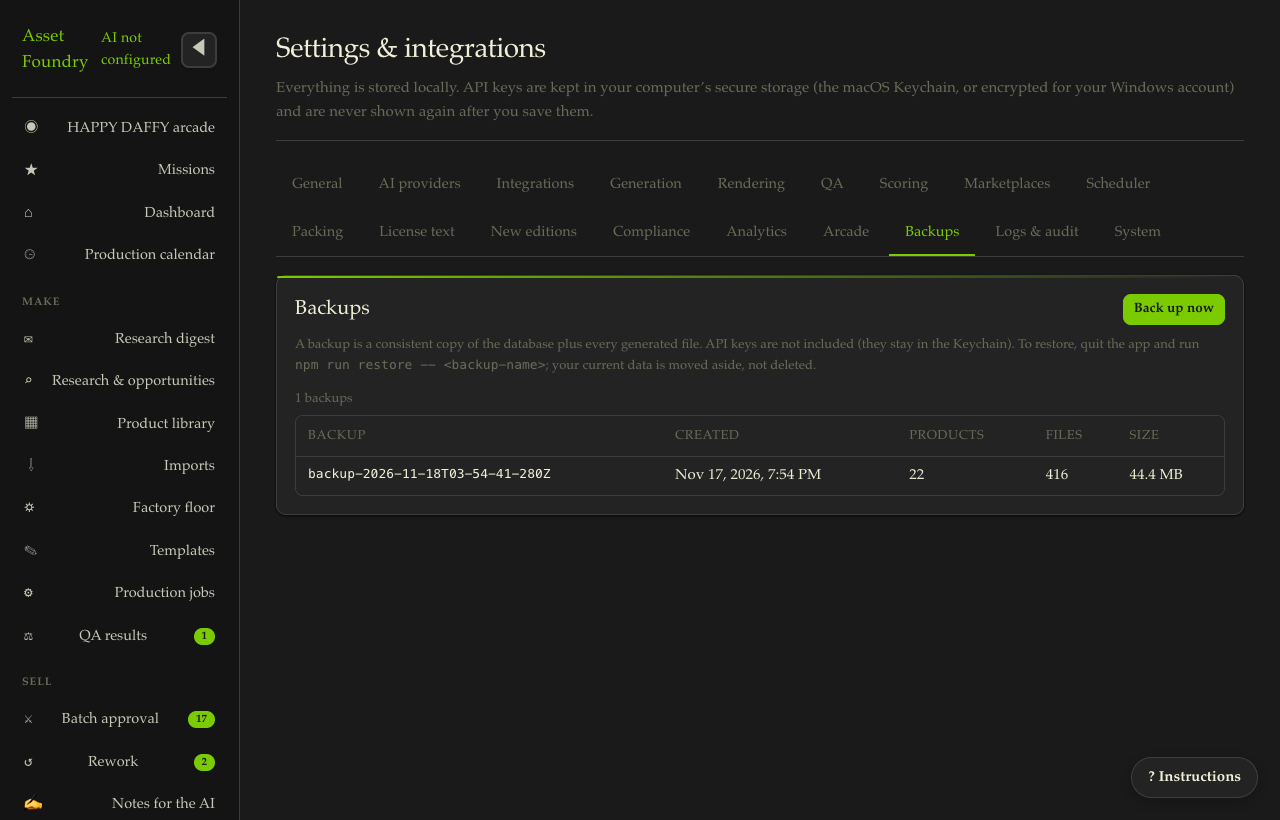 Asset Foundry
AI not configured
HAPPY DAFFY arcade
Missions
Dashboard
Production calendar
MAKE
Research digest
Research & opportunities
Product library
Imports
Factory floor
Templates
Production jobs
QA results 1
SELL
Batch approval 17
Rework 2
Notes for the AI
Settings & integrations
Everything is stored locally. API keys are kept in your computer’s secure storage (the macOS Keychain, or encrypted for your Windows account)
and are never shown again after you save them.
General AI providers Integrations Generation Rendering QA Scoring Marketplaces Scheduler
Packing License text New editions Compliance Analytics Arcade Backups Logs & audit System
Backups
Back up now
A backup is a consistent copy of the database plus every generated file. API keys are not included (they stay in the Keychain). To restore, quit the app and run
npm run restore -- <backup-name>; your current data is moved aside, not deleted.
1 backups
BACKUP CREATED PRODUCTS FILES SIZE
backup-2026-11-18T03-54-41-280Z Nov 17, 2026, 7:54 PM 22 416 44.4 MB
? Instructions